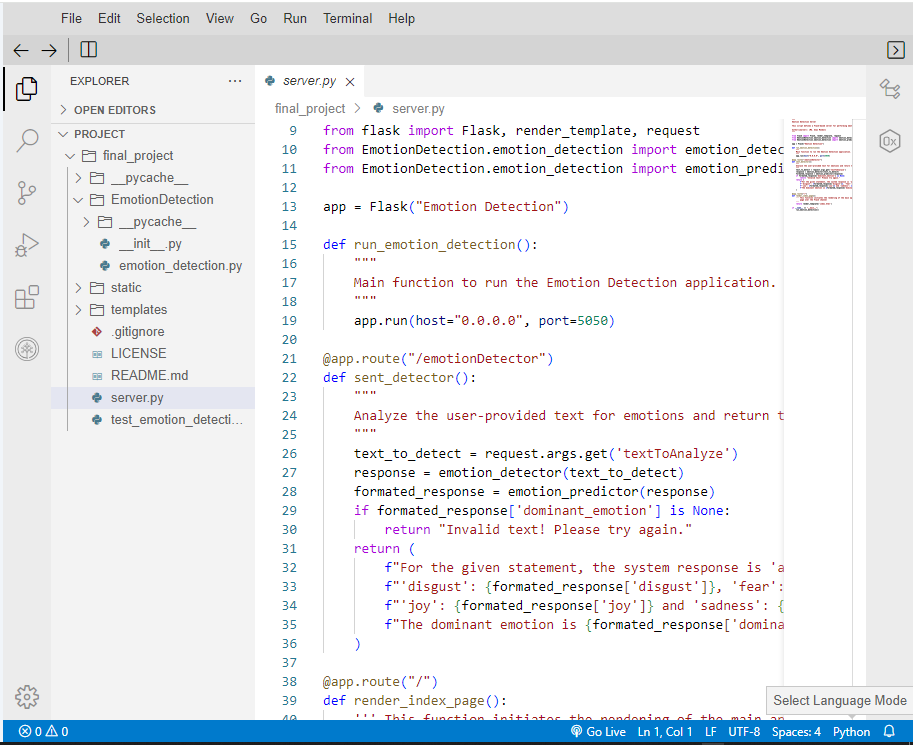 File Edit Selection View Go Run Terminal Help
EXPLORER ...
OPEN EDITORS
PROJECT
final_project
__pycache__
EmotionDetection
__pycache__
__init__.py
emotion_detection.py
static
templates
.gitignore
LICENSE
README.md
server.py
test_emotion_detecti...
server.py
final_project > server.py
9 from flask import Flask, render_template, request
10 from EmotionDetection.emotion_detection import emotion_detec
11 from EmotionDetection.emotion_detection import emotion_predi
12
13 app = Flask("Emotion Detection")
14
15 def run_emotion_detection():
16 """
17 Main function to run the Emotion Detection application.
18 """
19 app.run(host="0.0.0.0", port=5050)
20
21 @app.route("/emotionDetector")
22 def sent_detector():
23 """
24 Analyze the user-provided text for emotions and return t
25 """
26 text_to_detect = request.args.get('textToAnalyze')
27 response = emotion_detector(text_to_detect)
28 formated_response = emotion_predictor(response)
29 if formated_response['dominant_emotion'] is None:
30 return "Invalid text! Please try again."
31 return (
32 f"For the given statement, the system response is 'a
33 f"'disgust': {formated_response['disgust']}, 'fear':
34 f"'joy': {formated_response['joy']} and 'sadness': {
35 f"The dominant emotion is {formated_response['domina
36 )
37
38 @app.route("/")
39 def render_index_page():
40 ''' This function initiates the rendering of the main ap
Select Language Mode
0 0
Go Live Ln 1, Col 1 LF UTF-8 Spaces: 4 Python